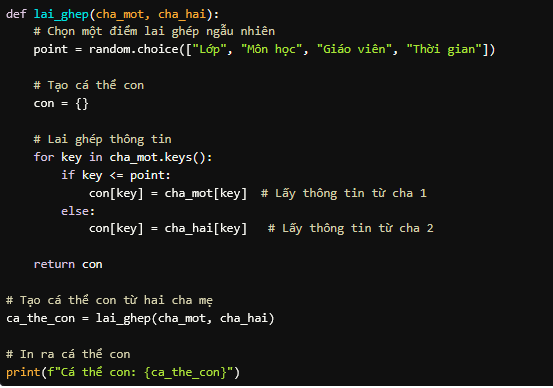 def lai_ghep(cha_mot, cha_hai):
    # Chọn một điểm lai ghép ngẫu nhiên
    point = random.choice(["Lớp", "Môn học", "Giáo viên", "Thời gian"])
    # Tạo cá thể con
    con = {}
    # Lai ghép thông tin
    for key in cha_mot.keys():
        if key <= point:
            con[key] = cha_mot[key]  # Lấy thông tin từ cha 1
        else:
            con[key] = cha_hai[key]   # Lấy thông tin từ cha 2
    return con
# Tạo cá thể con từ hai cha mẹ
ca_the_con = lai_ghep(cha_mot, cha_hai)
# In ra cá thể con
print(f"Cá thể con: {ca_the_con}")